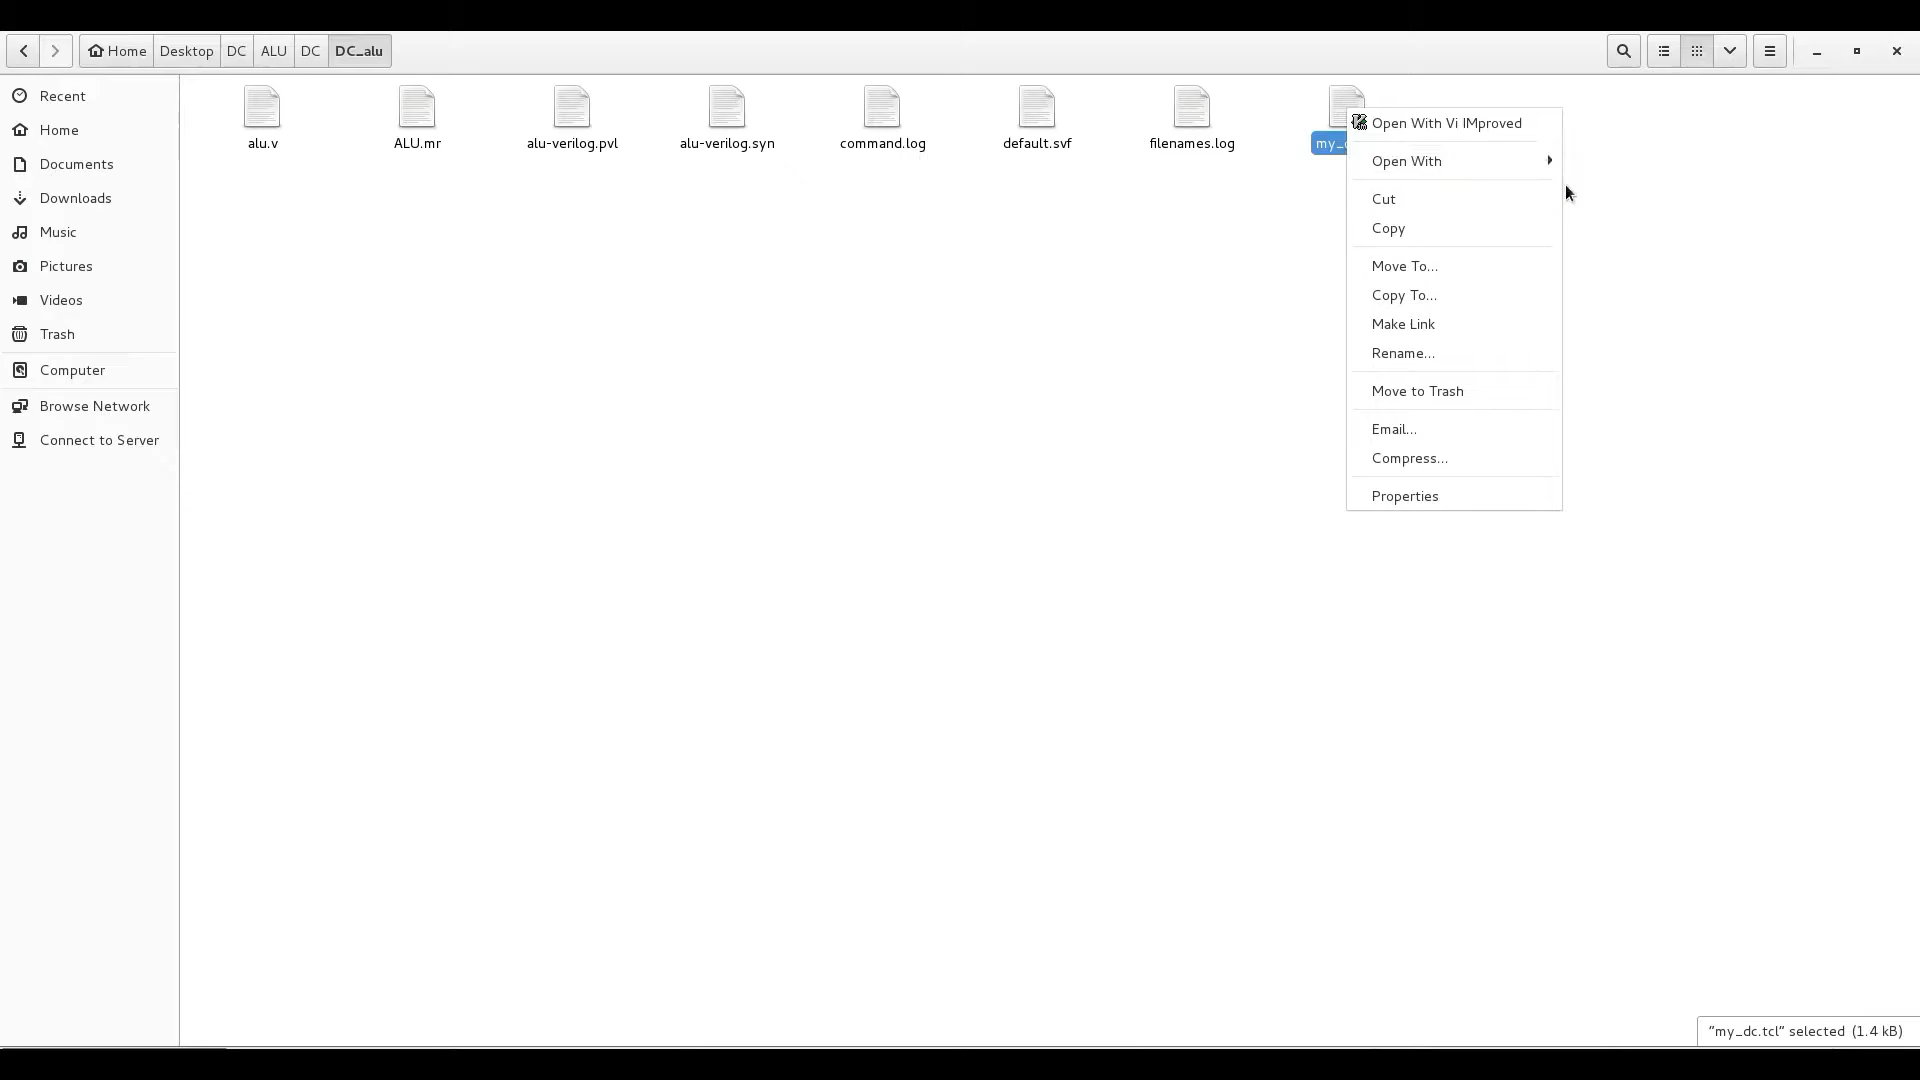 Home Desktop DC ALU DC DC_alu
Recent
Home
Documents
Downloads
Music
Pictures
Videos
Trash
Computer
Browse Network
Connect to Server
alu.v ALU.mr alu-verilog.pvl alu-verilog.syn command.log default.svf filenames.log
Open With Vi IMproved
Open With
Cut
Copy
Move To...
Copy To...
Make Link
Rename...
Move to Trash
Email...
Compress...
Properties
"my_dc.tcl" selected (1.4 kB)